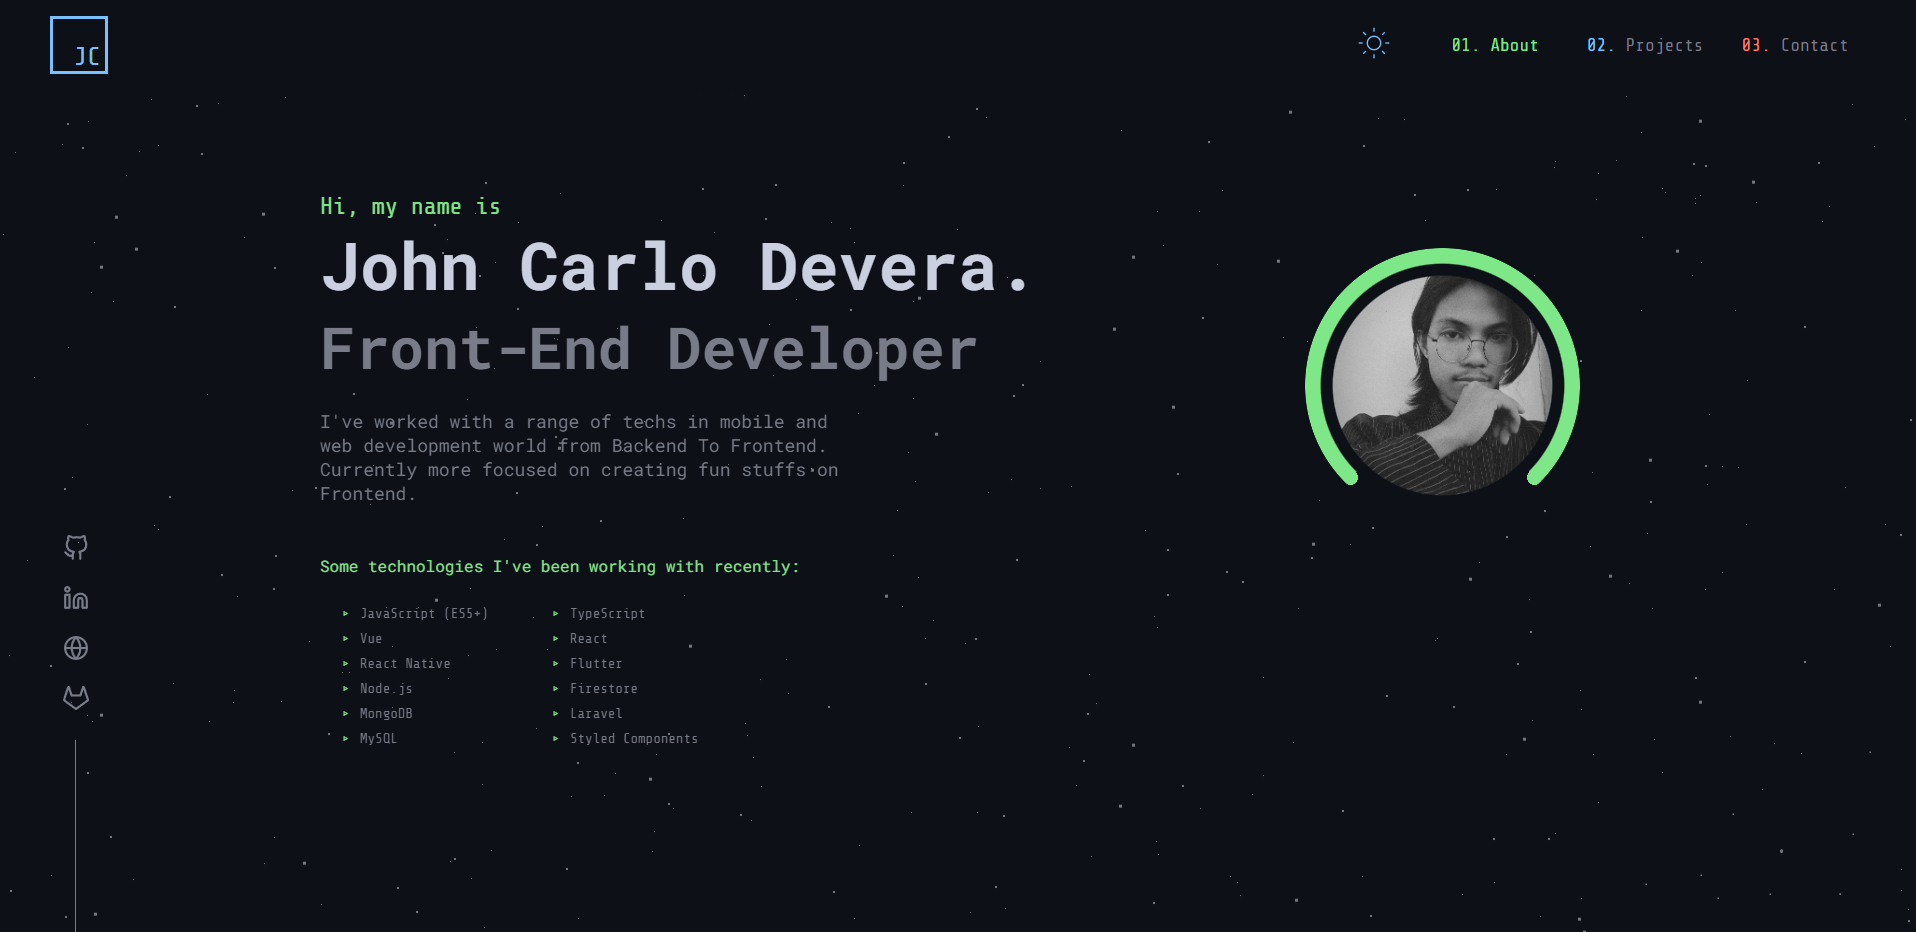 JC
01. About
02. Projects
03. Contact
Hi, my name is
John Carlo Devera.
Front-End Developer
I've worked with a range of techs in mobile and
web development world from Backend To Frontend.
Currently more focused on creating fun stuffs on
Frontend.
Some technologies I've been working with recently:
JavaScript (ES5+)
TypeScript
Vue
React
React Native
Flutter
Node.js
Firestore
MongoDB
Laravel
MySQL
Styled Components